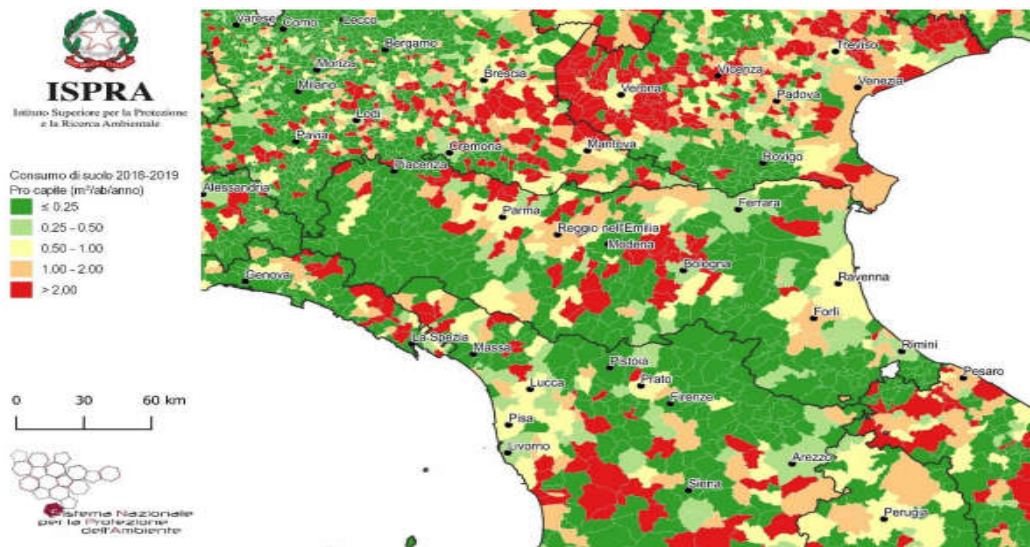 ISPRA
Istituto Superiore per la Protezione
e la Ricerca Ambientale
Consumo di suolo 2018-2019
Pro-capite (m²/ab/anno)
≤ 0.25
0.25 - 0.50
0.50 - 1.00
1.00 - 2.00
> 2.00
0 30 60 km
Sistema Nazionale
per la Protezione
dell'Ambiente
Varese
Como
Lecco
Bergamo
Monza
Milano
Brescia
Lodi
Pavia
Cremona
Piacenza
Alessandria
Genova
Verona
Vicenza
Treviso
Padova
Venezia
Mantova
Rovigo
Ferrara
Parma
Reggio nell'Emilia
Modena
Bologna
Ravenna
Forlì
Rimini
Pesaro
La Spezia
Massa
Pistoia
Lucca
Prato
Firenze
Pisa
Livorno
Arezzo
Siena
Perugia